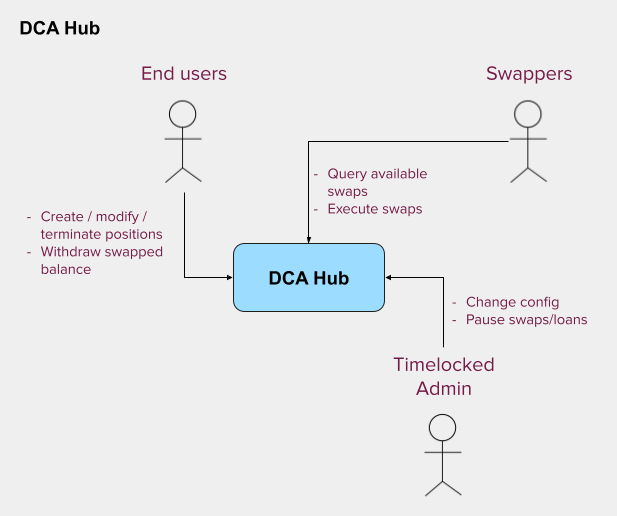 DCA Hub
End users
Swappers
- Query available
swaps
- Execute swaps
- Create / modify /
terminate positions
- Withdraw swapped
balance
DCA Hub
- Change config
- Pause swaps/loans
Timelocked
Admin